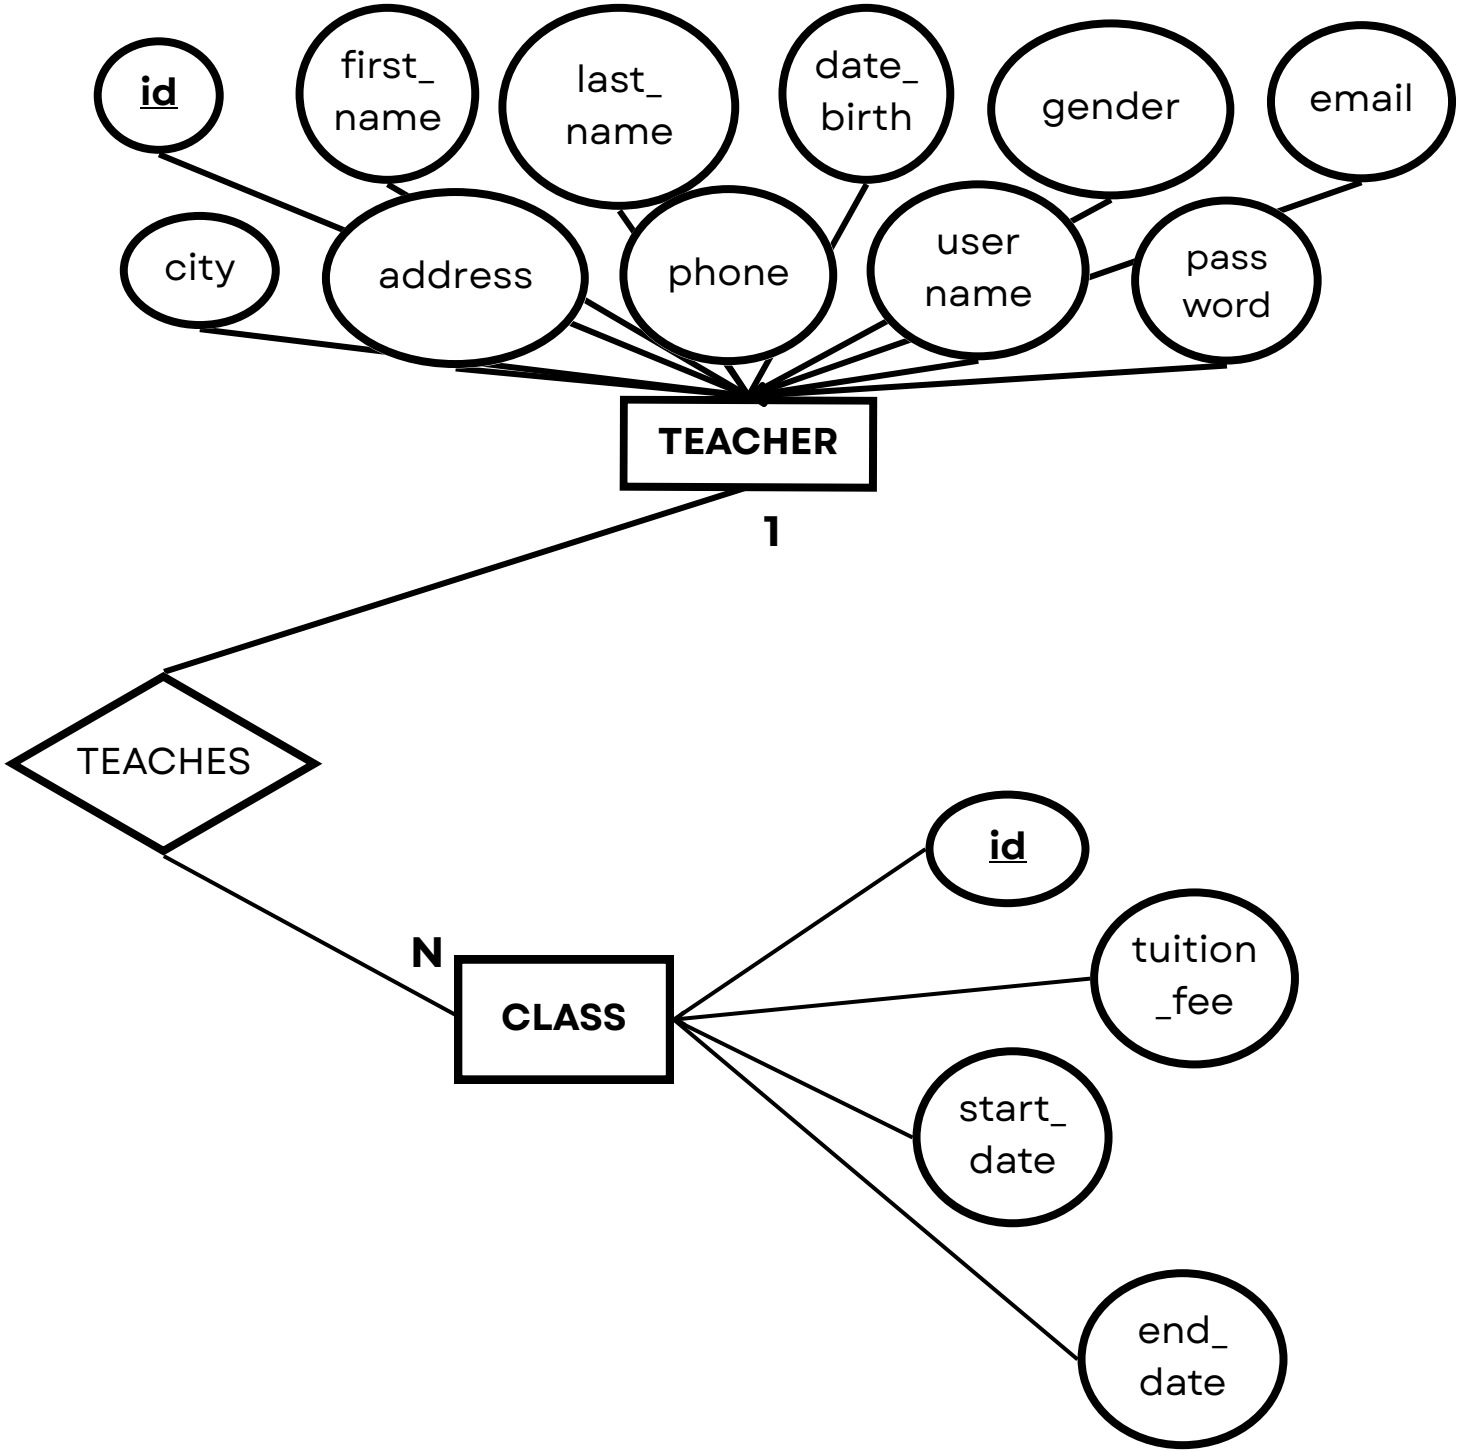 id
first_
name
last_
name
date_
birth
gender
email
city
address
phone
user
name
pass
word
TEACHER
1
TEACHES
N
CLASS
id
tuition
_fee
start_
date
end_
date